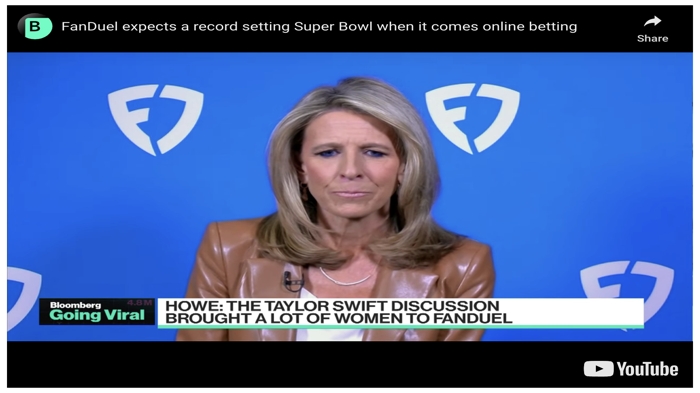 B
FanDuel expects a record setting Super Bowl when it comes online betting
Share
4.8M
Bloomberg
Going Viral
HOWE: THE TAYLOR SWIFT DISCUSSION
BROUGHT A LOT OF WOMEN TO FANDUEL
YouTube